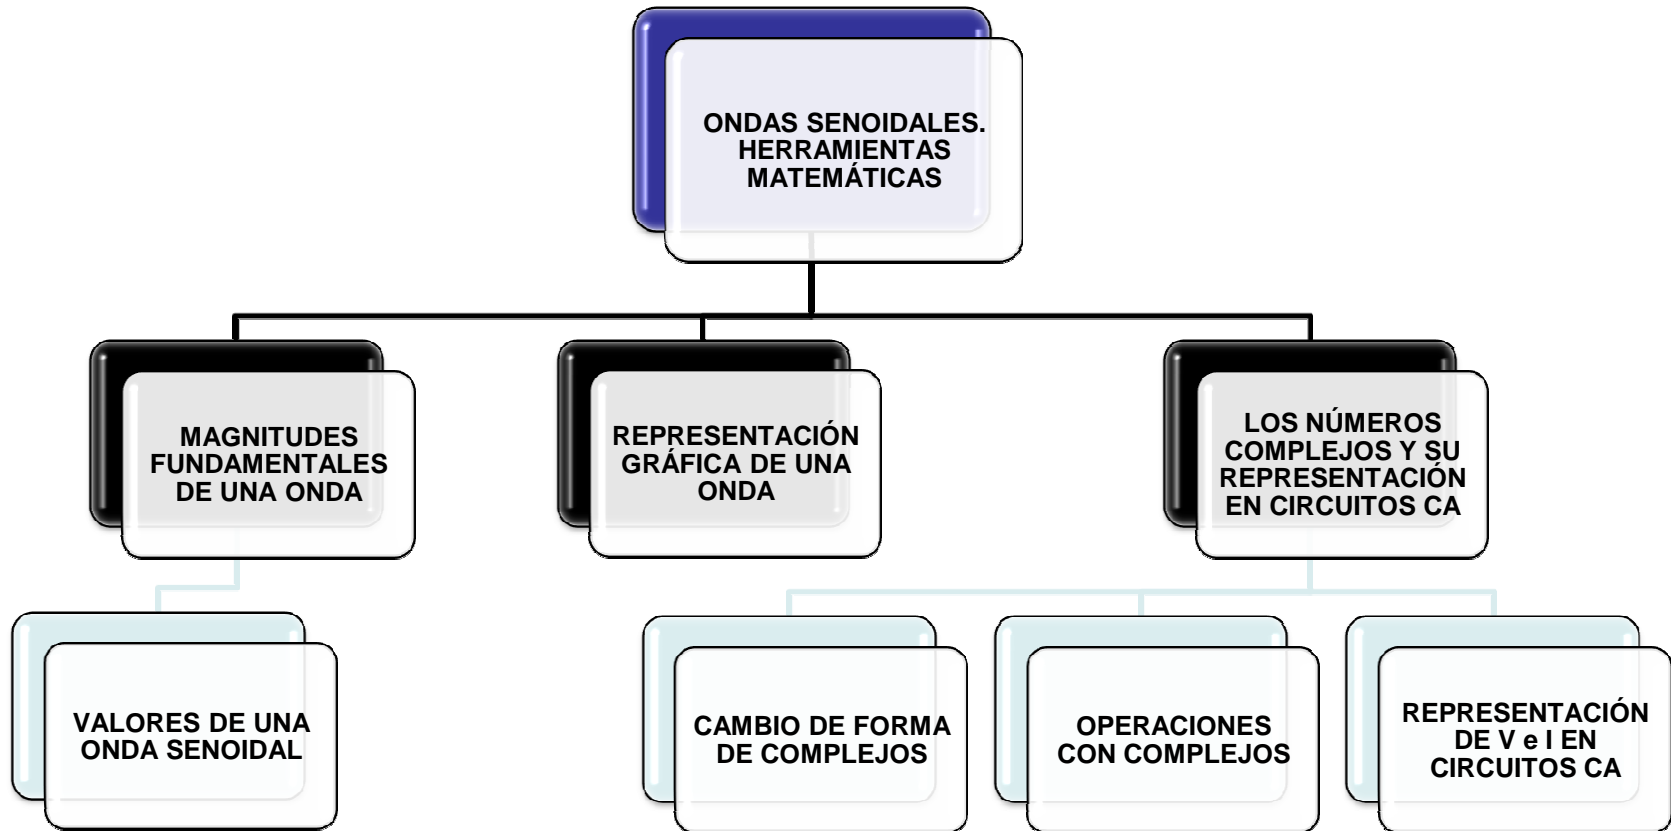 ONDAS SENOIDALES.
HERRAMIENTAS
MATEMÁTICAS
MAGNITUDES
FUNDAMENTALES
DE UNA ONDA
REPRESENTACIÓN
GRÁFICA DE UNA
ONDA
LOS NÚMEROS
COMPLEJOS Y SU
REPRESENTACIÓN
EN CIRCUITOS CA
VALORES DE UNA
ONDA SENOIDAL
CAMBIO DE FORMA
DE COMPLEJOS
OPERACIONES
CON COMPLEJOS
REPRESENTACIÓN
DE V e I EN
CIRCUITOS CA